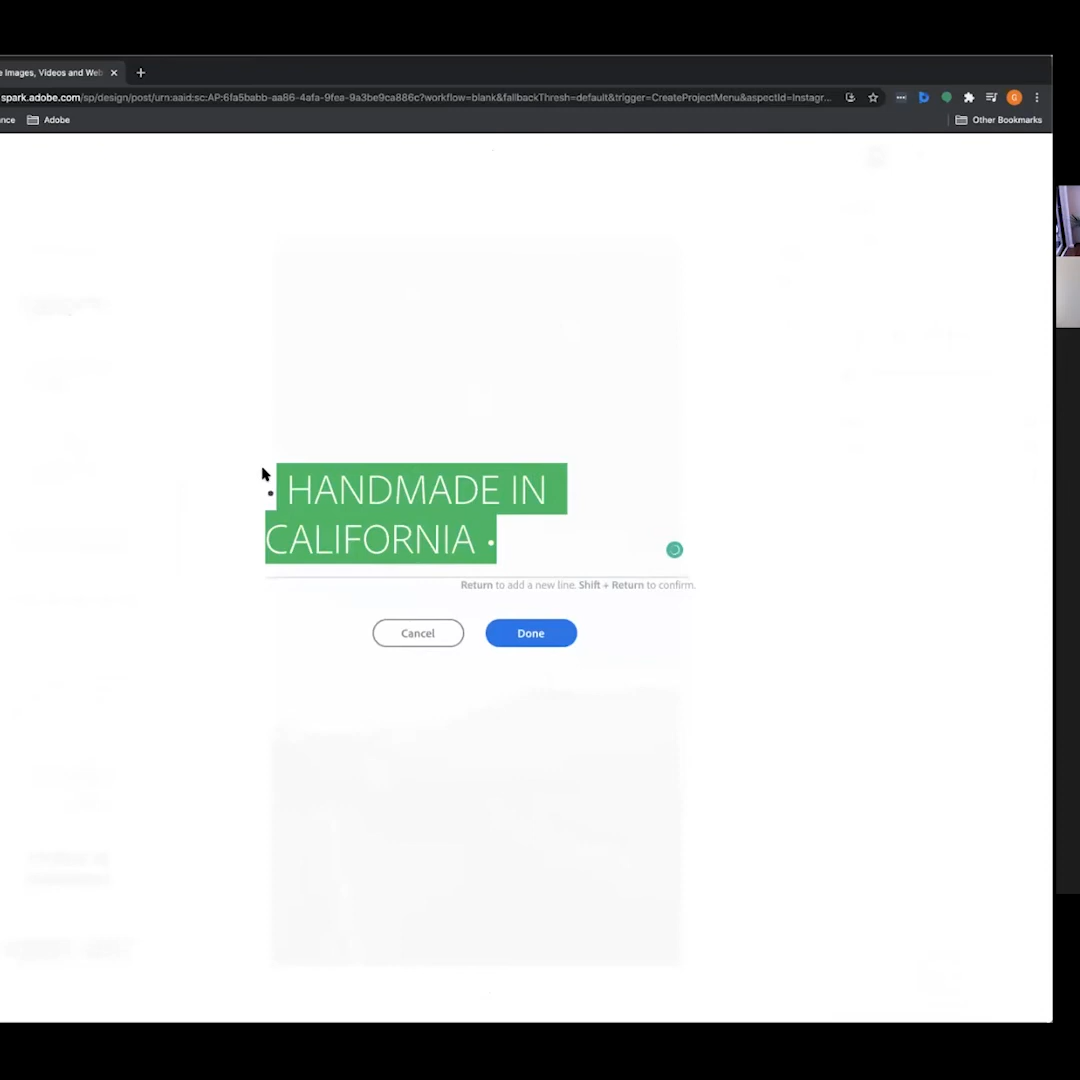 e Images, Videos and Web
spark.adobe.com/sp/design/post/urn:aaid:sc:AP:6fa5babb-aa86-4afa-9fea-9a3be9ca886c?workflow=blank&fallbackThresh=default&trigger=CreateProjectMenu&aspectId=Instagr...
nce Adobe Other Bookmarks
G
• HANDMADE IN
CALIFORNIA •
Return to add a new line. Shift + Return to confirm.
Cancel Done